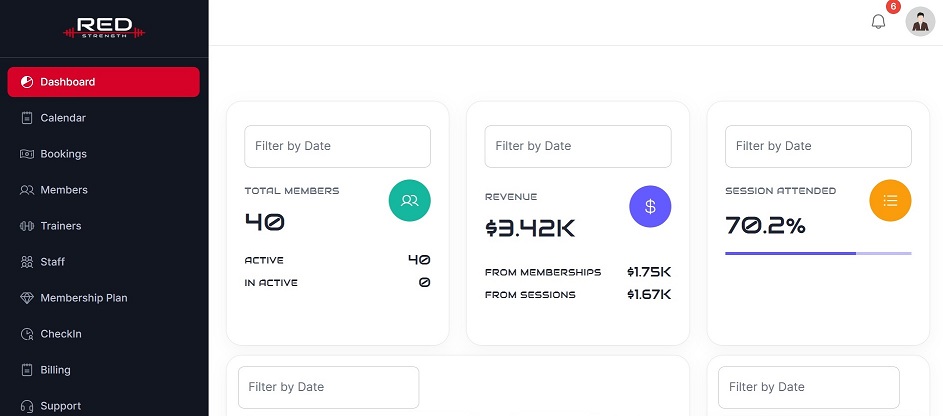 RED
STRENGTH
6
Dashboard
Calendar
Bookings
Members
Trainers
Staff
Membership Plan
CheckIn
Billing
Support
Filter by Date
TOTAL MEMBERS
40
ACTIVE 40
IN ACTIVE 0
Filter by Date
REVENUE
$
$3.42K
FROM MEMBERSHIPS $1.75K
FROM SESSIONS $1.67K
Filter by Date
SESSION ATTENDED
70.2%
Filter by Date
Filter by Date